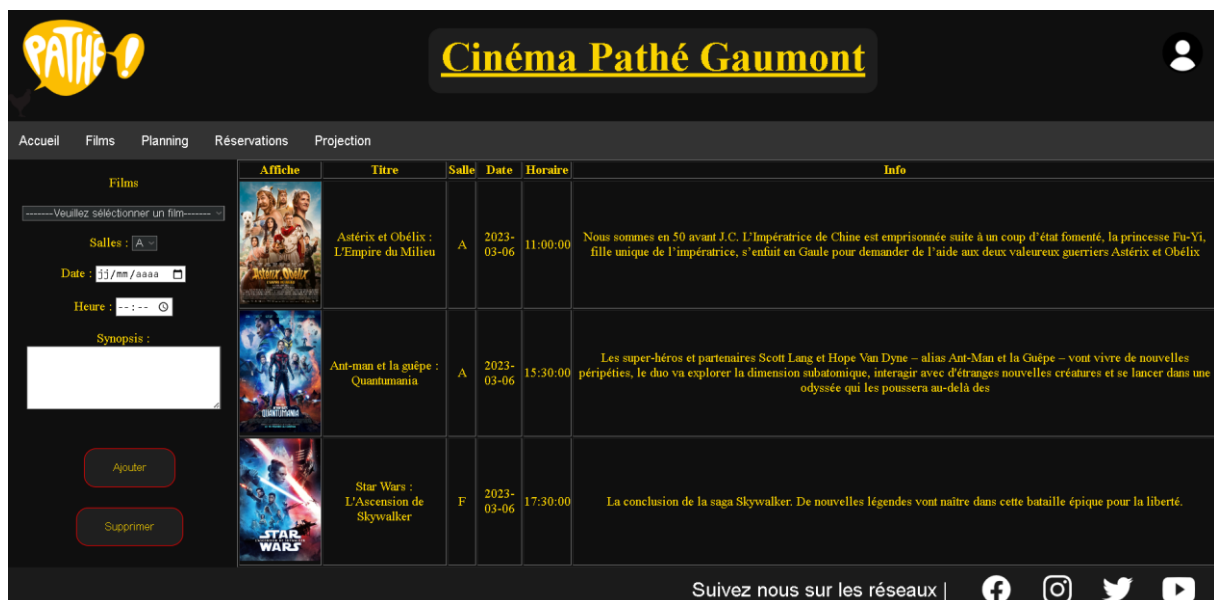 PATHÉ!
Cinéma Pathé Gaumont
Accueil Films Planning Réservations Projection
Films
-------Veuillez séléctionner un film-------
Salles : A
Date : jj/mm/aaaa
Heure : --:--
Synopsis :
Ajouter
Supprimer
Affiche Titre Salle Date Horaire Info
Astérix Obélix
Astérix et Obélix :
L'Empire du Milieu
A
2023-
03-06
11:00:00
Nous sommes en 50 avant J.C. L’Impératrice de Chine est emprisonnée suite à un coup d’état fomenté, la princesse Fu-Yi,
fille unique de l’impératrice, s’enfuit en Gaule pour demander de l’aide aux deux valeureux guerriers Astérix et Obélix
QUANTUMANIA
Ant-man et la guêpe :
Quantumania
A
2023-
03-06
15:30:00
Les super-héros et partenaires Scott Lang et Hope Van Dyne – alias Ant-Man et la Guêpe – vont vivre de nouvelles
péripéties, le duo va explorer la dimension subatomique, interagir avec d'étranges nouvelles créatures et se lancer dans une
odyssée qui les poussera au-delà des
STAR
WARS
Star Wars :
L'Ascension de
Skywalker
F
2023-
03-06
17:30:00
La conclusion de la saga Skywalker. De nouvelles légendes vont naître dans cette bataille épique pour la liberté.
Suivez nous sur les réseaux |